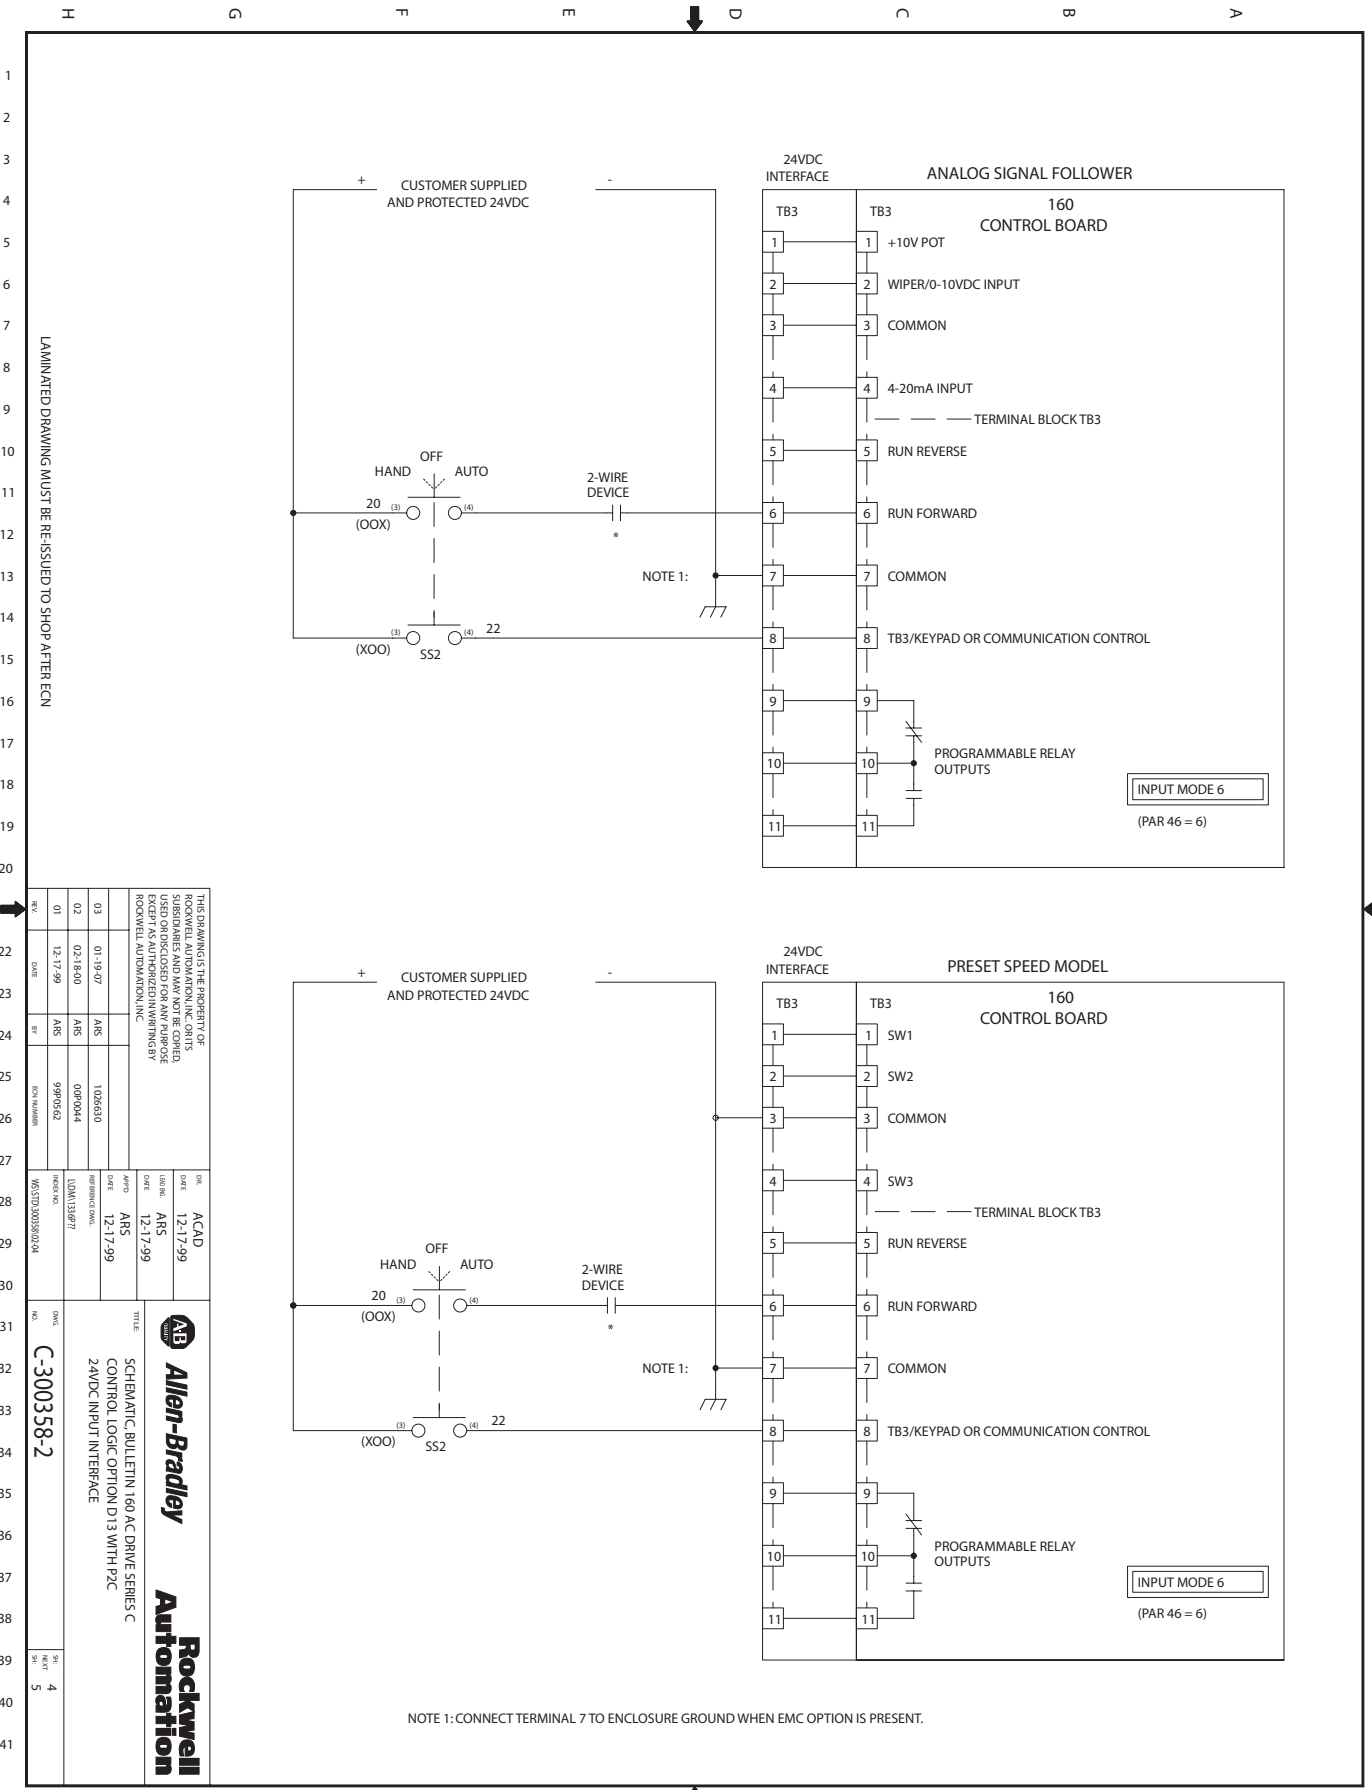 H G F E D C B A
1
2
3
4
5
6
7
8
9
10
11
12
13
14
15
16
17
18
19
20
22
23
24
25
26
27
28
29
30
31
32
33
34
35
36
37
38
39
40
41
LAMINATED DRAWING MUST BE RE-ISSUED TO SHOP AFTER ECN
24VDC
INTERFACE
ANALOG SIGNAL FOLLOWER
+ CUSTOMER SUPPLIED -
AND PROTECTED 24VDC
TB3 TB3
160
CONTROL BOARD
1 1 +10V POT
2 2 WIPER/0-10VDC INPUT
3 3 COMMON
4 4 4-20mA INPUT
TERMINAL BLOCK TB3
5 5 RUN REVERSE
OFF
HAND AUTO
2-WIRE
DEVICE
20 (3) (4)
(OOX)
*
6 6 RUN FORWARD
NOTE 1:
7 7 COMMON
(3) (4) 22
(XOO) SS2
8 8 TB3/KEYPAD OR COMMUNICATION CONTROL
9 9
PROGRAMMABLE RELAY
OUTPUTS
10 10
INPUT MODE 6
(PAR 46 = 6)
11 11
24VDC
INTERFACE
PRESET SPEED MODEL
+ CUSTOMER SUPPLIED -
AND PROTECTED 24VDC
TB3 TB3
160
CONTROL BOARD
1 1 SW1
2 2 SW2
3 3 COMMON
4 4 SW3
TERMINAL BLOCK TB3
5 5 RUN REVERSE
OFF
HAND AUTO
2-WIRE
DEVICE
20 (3) (4)
(OOX)
*
6 6 RUN FORWARD
NOTE 1:
7 7 COMMON
(3) (4) 22
(XOO) SS2
8 8 TB3/KEYPAD OR COMMUNICATION CONTROL
9 9
PROGRAMMABLE RELAY
OUTPUTS
10 10
INPUT MODE 6
(PAR 46 = 6)
11 11
NOTE 1: CONNECT TERMINAL 7 TO ENCLOSURE GROUND WHEN EMC OPTION IS PRESENT.
THIS DRAWING IS THE PROPERTY OF
ROCKWELL AUTOMATION, INC. OR ITS
SUBSIDIARIES AND MAY NOT BE COPIED,
USED OR DISCLOSED FOR ANY PURPOSE
EXCEPT AS AUTHORIZED IN WRITING BY
ROCKWELL AUTOMATION, INC
03 01-19-07 ARS 1026630
02 02-18-00 ARS 00P0044
01 12-17-99 ARS 99P0562
REV. DATE BY ECN NUMBER
DR. ACAD
DATE 12-17-99
ARS
DATE 12-17-99
APP'D ARS
DATE 12-17-99
REFERENCE DWG.
L\DM\1336P??
INDEX NO.
WS\STD\300358\02-04
A-B
QUALITY
Allen-Bradley
Rockwell
Automation
TITLE:
SCHEMATIC, BULLETIN 160 AC DRIVE SERIES C
CONTROL LOGIC OPTION D13 WITH P2C
24VDC INPUT INTERFACE
DWG.
NO. C-300358-2
SH: 4
NEXT
SH: 5